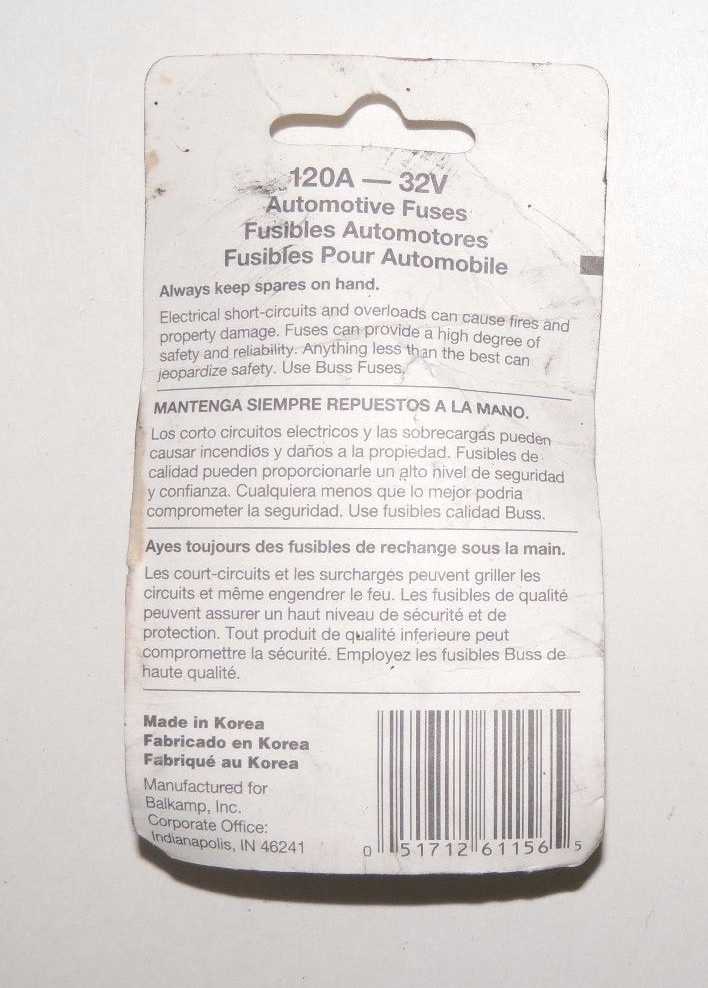 120A — 32V
Automotive Fuses
Fusibles Automotores
Fusibles Pour Automobile
Always keep spares on hand.
Electrical short-circuits and overloads can cause fires and
property damage. Fuses can provide a high degree of
safety and reliability. Anything less than the best can
jeopardize safety. Use Buss Fuses.
MANTENGA SIEMPRE REPUESTOS A LA MANO.
Los corto circuitos electricos y las sobrecargas pueden
causar incendios y daños a la propiedad. Fusibles de
calidad pueden proporcionarle un alto nivel de seguridad
y confianza. Cualquiera menos que lo mejor podria
comprometer la seguridad. Use fusibles calidad Buss.
Ayes toujours des fusibles de rechange sous la main.
Les court-circuits et les surcharges peuvent griller les
circuits et même engendrer le feu. Les fusibles de qualité
peuvent assurer un haut niveau de sécurité et de
protection. Tout produit de qualité inferieure peut
compromettre la sécurité. Employez les fusibles Buss de
haute qualité.
Made in Korea
Fabricado en Korea
Fabriqué au Korea
Manufactured for
Balkamp, Inc.
Corporate Office:
Indianapolis, IN 46241
0 51712 61156 5